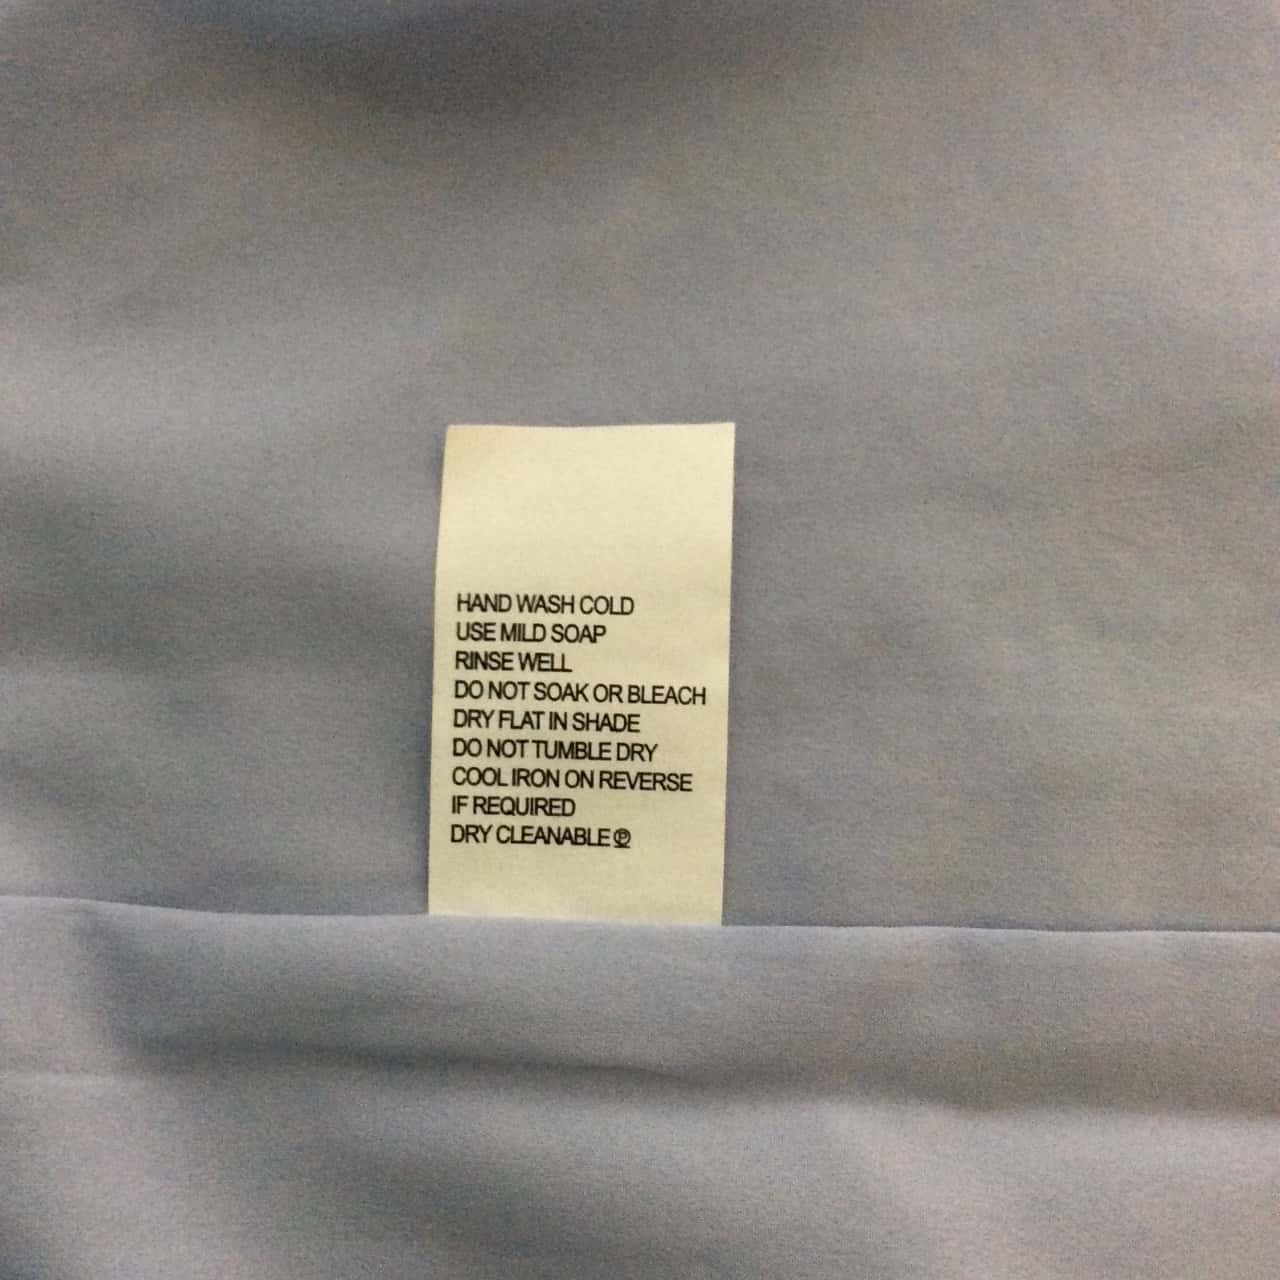 HAND WASH COLD
USE MILD SOAP
RINSE WELL
DO NOT SOAK OR BLEACH
DRY FLAT IN SHADE
DO NOT TUMBLE DRY
COOL IRON ON REVERSE
IF REQUIRED
DRY CLEANABLE Ⓟ